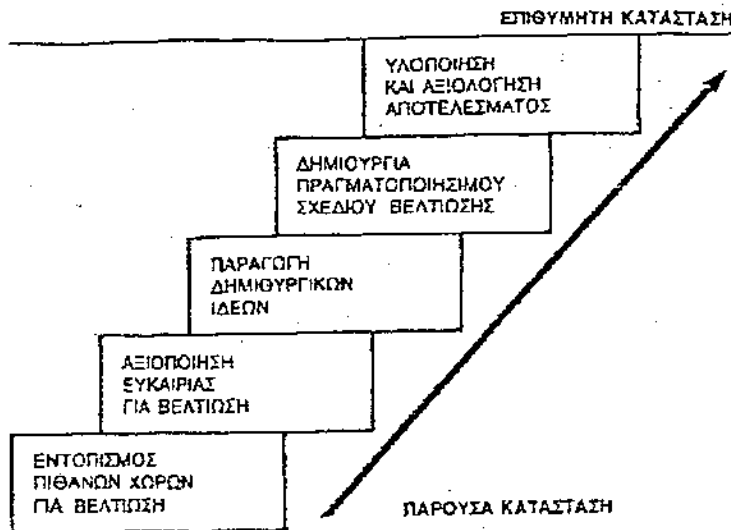 ΕΠΙΘΥΜΗΤΗ ΚΑΤΑΣΤΑΣΗ
ΥΛΟΠΟΙΗΣΗ
ΚΑΙ ΑΞΙΟΛΟΓΗΣΗ
ΑΠΟΤΕΛΕΣΜΑΤΟΣ
ΔΗΜΙΟΥΡΓΙΑ
ΠΡΑΓΜΑΤΟΠΟΙΗΣΙΜΟΥ
ΣΧΕΔΙΟΥ ΒΕΛΤΙΩΣΗΣ
ΠΑΡΑΓΩΓΗ
ΔΗΜΙΟΥΡΓΙΚΩΝ
ΙΔΕΩΝ
ΑΞΙΟΠΟΙΗΣΗ
ΕΥΚΑΙΡΙΑΣ
ΓΙΑ ΒΕΛΤΙΩΣΗ
ΕΝΤΟΠΙΣΜΟΣ
ΠΙΘΑΝΩΝ ΧΩΡΩΝ
ΓΙΑ ΒΕΛΤΙΩΣΗ
ΠΑΡΟΥΣΑ ΚΑΤΑΣΤΑΣΗ